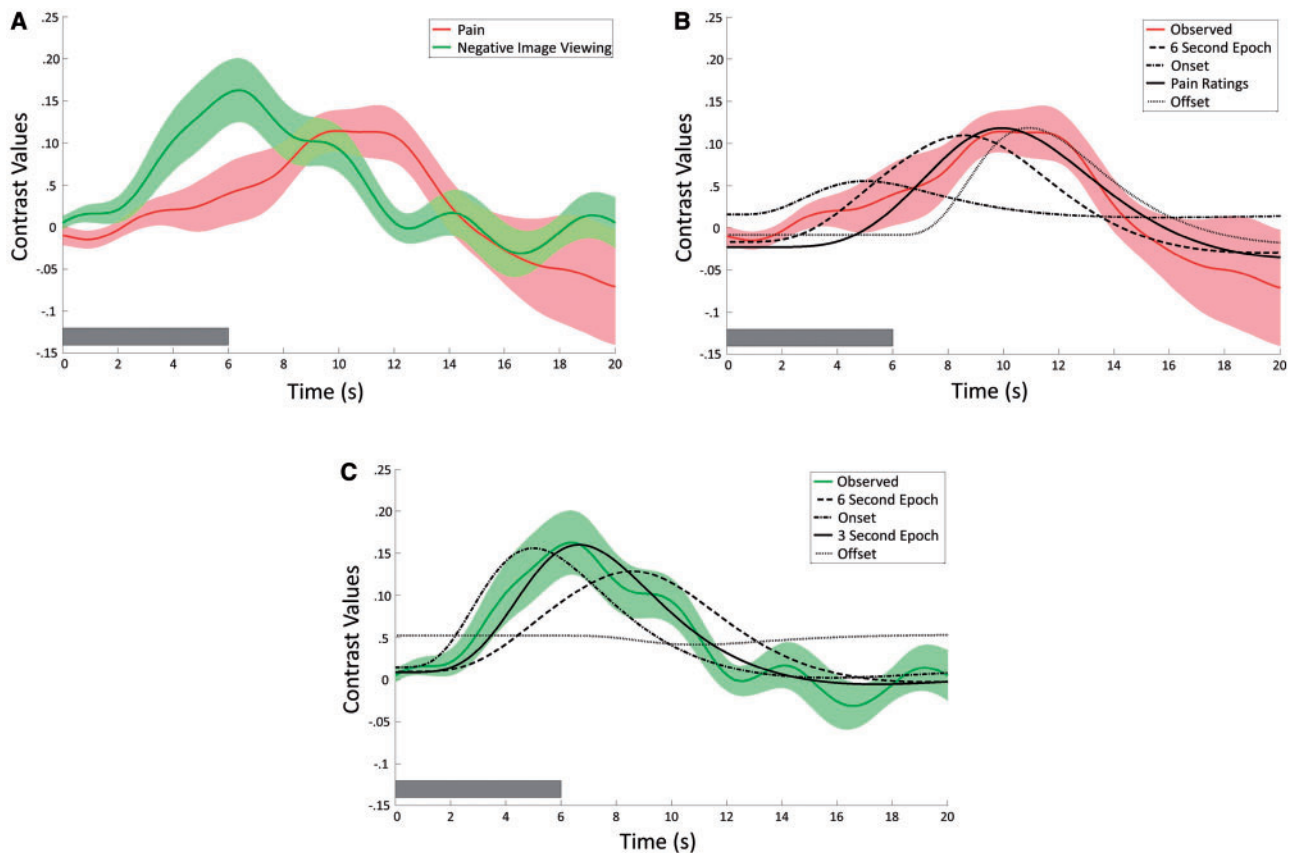 A
Contrast Values
.25
.20
.15
.10
.5
0
-.05
-.1
-.15
0 2 4 6 8 10 12 14 16 18 20
Time (s)
Pain
Negative Image Viewing
B
Contrast Values
.25
.20
.15
.10
.5
0
-.05
-.1
-.15
0 2 4 6 8 10 12 14 16 18 20
Time (s)
Observed
6 Second Epoch
Onset
Pain Ratings
Offset
C
Contrast Values
.25
.20
.15
.10
.5
0
-.05
-.1
-.15
0 2 4 6 8 10 12 14 16 18 20
Time (s)
Observed
6 Second Epoch
Onset
3 Second Epoch
Offset